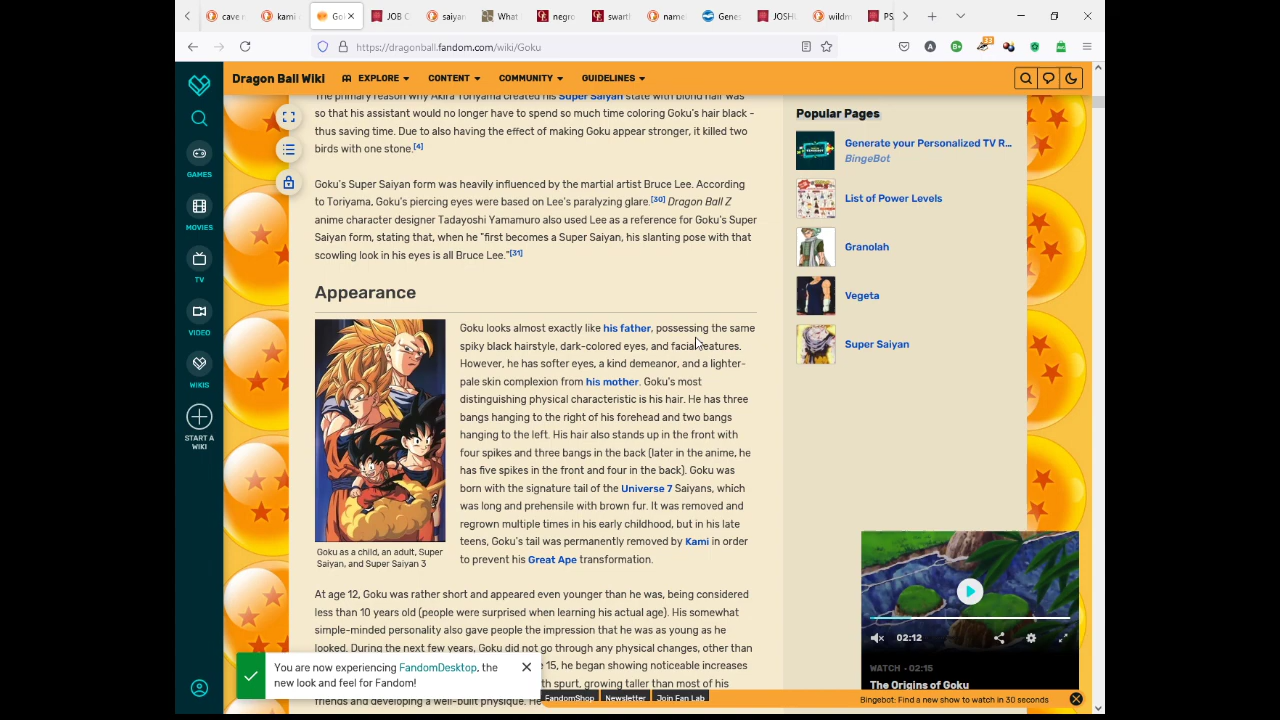 cave
kami
Go
JOB C
saiyan
What
negro
swart
name
Genes
JOSH
wildm
PS
https://dragonball.fandom.com/wiki/Goku
33
Dragon Ball Wiki
EXPLORE
CONTENT
COMMUNITY
GUIDELINES
GAMES
MOVIES
TV
VIDEO
WIKIS
START A
WIKI
The primary reason why Akira Toriyama created his Super Saiyan state with blond hair was
so that his assistant would no longer have to spend so much time coloring Goku's hair black -
thus saving time. Due to also having the effect of making Goku appear stronger, it killed two
birds with one stone.[4]
Goku's Super Saiyan form was heavily influenced by the martial artist Bruce Lee. According
to Toriyama, Goku's piercing eyes were based on Lee's paralyzing glare.[30] Dragon Ball Z
anime character designer Tadayoshi Yamamuro also used Lee as a reference for Goku's Super
Saiyan form, stating that, when he "first becomes a Super Saiyan, his slanting pose with that
scowling look in his eyes is all Bruce Lee."[31]
Appearance
Goku looks almost exactly like his father, possessing the same
spiky black hairstyle, dark-colored eyes, and facial features.
However, he has softer eyes, a kind demeanor, and a lighter-
pale skin complexion from his mother. Goku's most
distinguishing physical characteristic is his hair. He has three
bangs hanging to the right of his forehead and two bangs
hanging to the left. His hair also stands up in the front with
four spikes and three bangs in the back (later in the anime, he
has five spikes in the front and four in the back). Goku was
born with the signature tail of the Universe 7 Saiyans, which
was long and prehensile with brown fur. It was removed and
regrown multiple times in his early childhood, but in his late
teens, Goku's tail was permanently removed by Kami in order
to prevent his Great Ape transformation.
Goku as a child, an adult, Super
Saiyan, and Super Saiyan 3
At age 12, Goku was rather short and appeared even younger than he was, being considered
less than 10 years old (people were surprised when learning his actual age). His somewhat
simple-minded personality also gave people the impression that he was as young as he
looked. During the next few years, Goku did not go through any physical changes, other than
e 15, he began showing noticeable increases
th spurt, growing taller than most of his
friends and developing a well-built physique. He
Popular Pages
Generate your Personalized TV R...
BingeBot
List of Power Levels
Granolah
Vegeta
Super Saiyan
02:12
WATCH • 02:15
The Origins of Goku
You are now experiencing FandomDesktop, the
new look and feel for Fandom!
FandomShop
Newsletter
Join Fan Lab
Bingebot: Find a new show to watch in 30 seconds